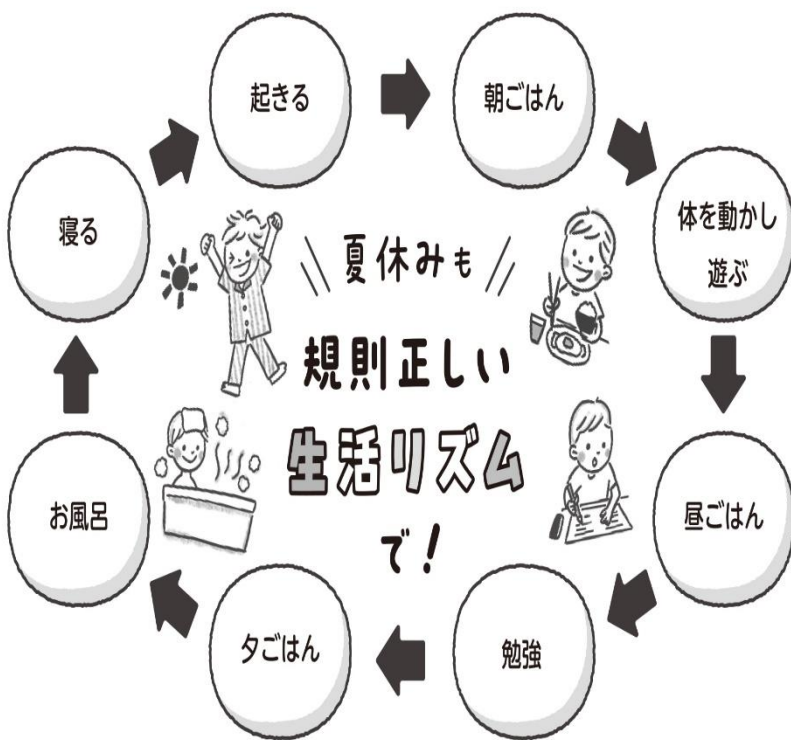 夏休みも
規則正しい
生活リズム
で!
起きる
朝ごはん
体を動かし
遊ぶ
昼ごはん
勉強
夕ごはん
お風呂
寝る